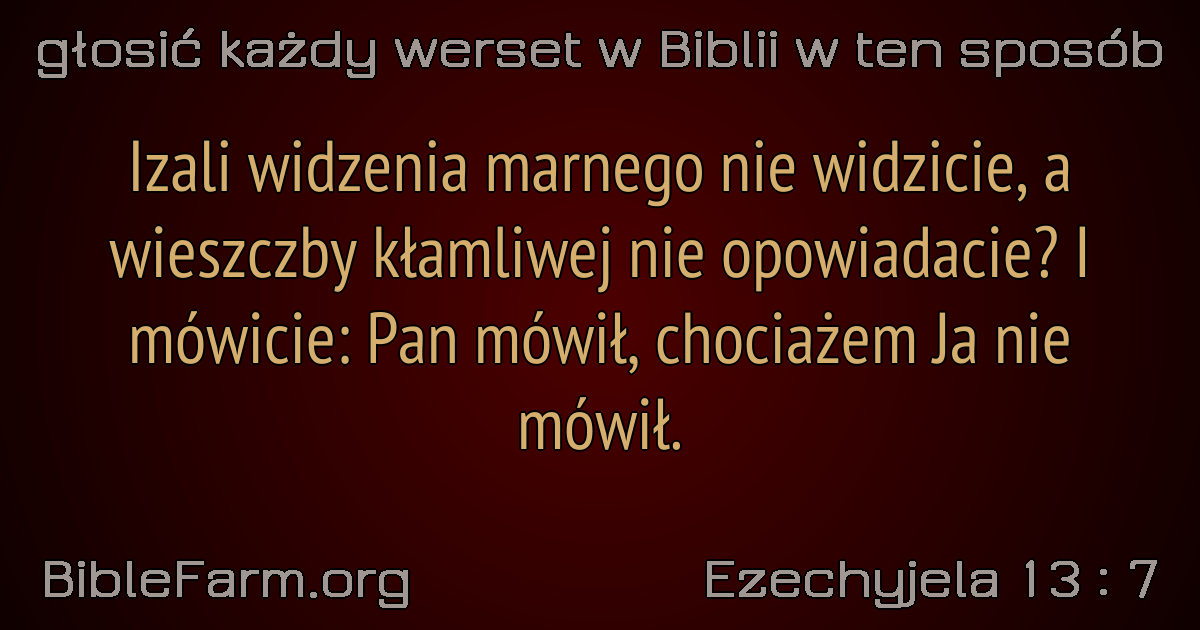 głosić każdy werset w Biblii w ten sposób
Izali widzenia marnego nie widzicie, a
wieszczby kłamliwej nie opowiadacie? I
mówicie: Pan mówił, chociażem Ja nie
mówił.
BibleFarm.org
Ezechyjela 13 : 7